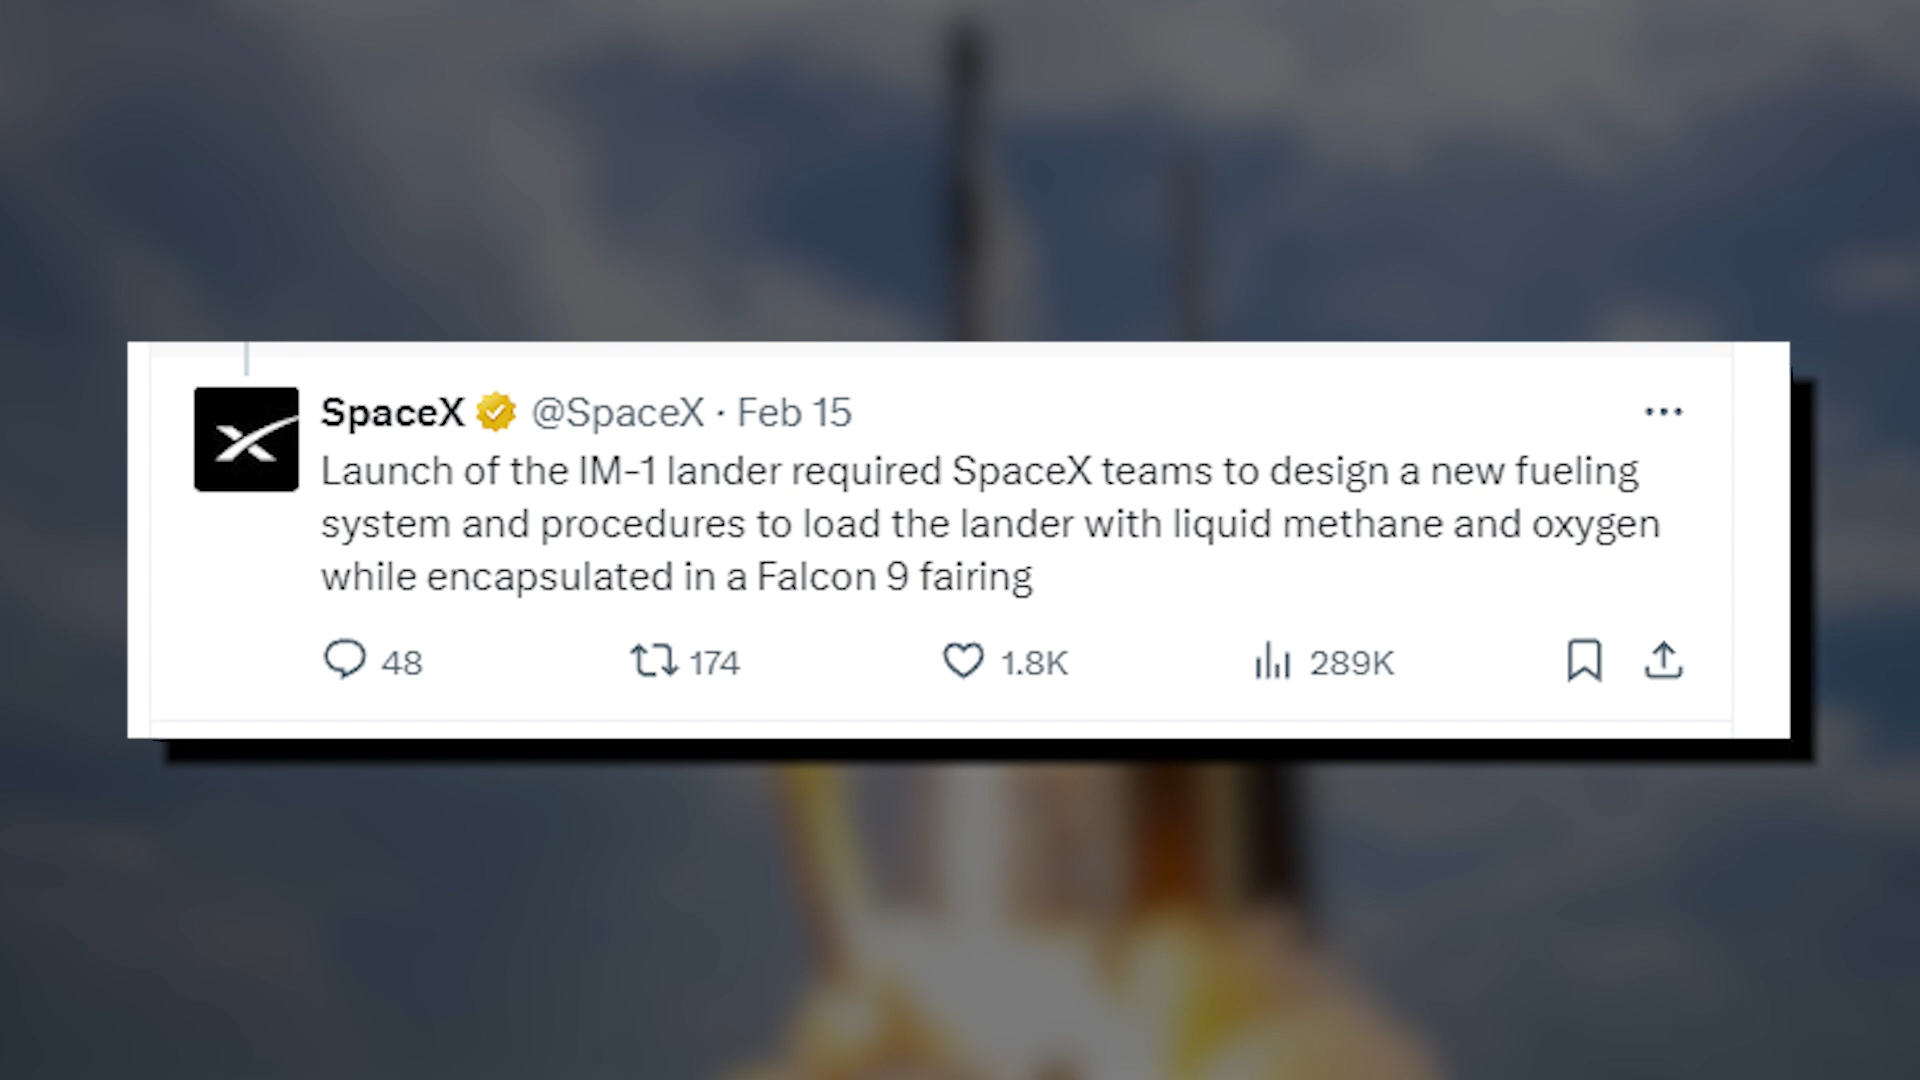 SpaceX @SpaceX · Feb 15
Launch of the IM-1 lander required SpaceX teams to design a new fueling
system and procedures to load the lander with liquid methane and oxygen
while encapsulated in a Falcon 9 fairing
48 174 1.8K 289K